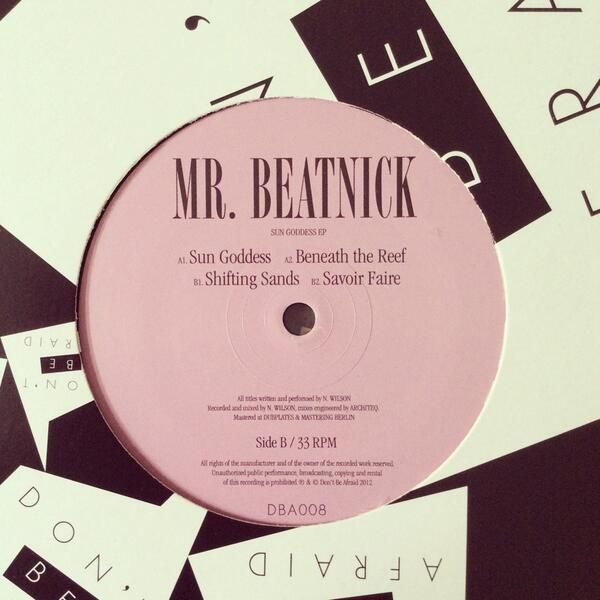 MR. BEATNICK
SUN GODDESS EP
A1. Sun Goddess A2. Beneath the Reef
B1. Shifting Sands B2. Savoir Faire
All titles written and performed by N. WILSON
Recorded and mixed by N. WILSON, mixes engineered by ARCHITEQ.
Mastered at DUBPLATES & MASTERING BERLIN
Side B / 33 RPM
All rights of the manufacturer and of the owner of the recorded work reserved.
Unauthorized public performance, broadcasting, copying and rental
of this recording is prohibited. ℗ & © Don't Be Afraid 2012
DBA008
BE
DON'T
BE
AFRAID
DON'
BE
AFRAID